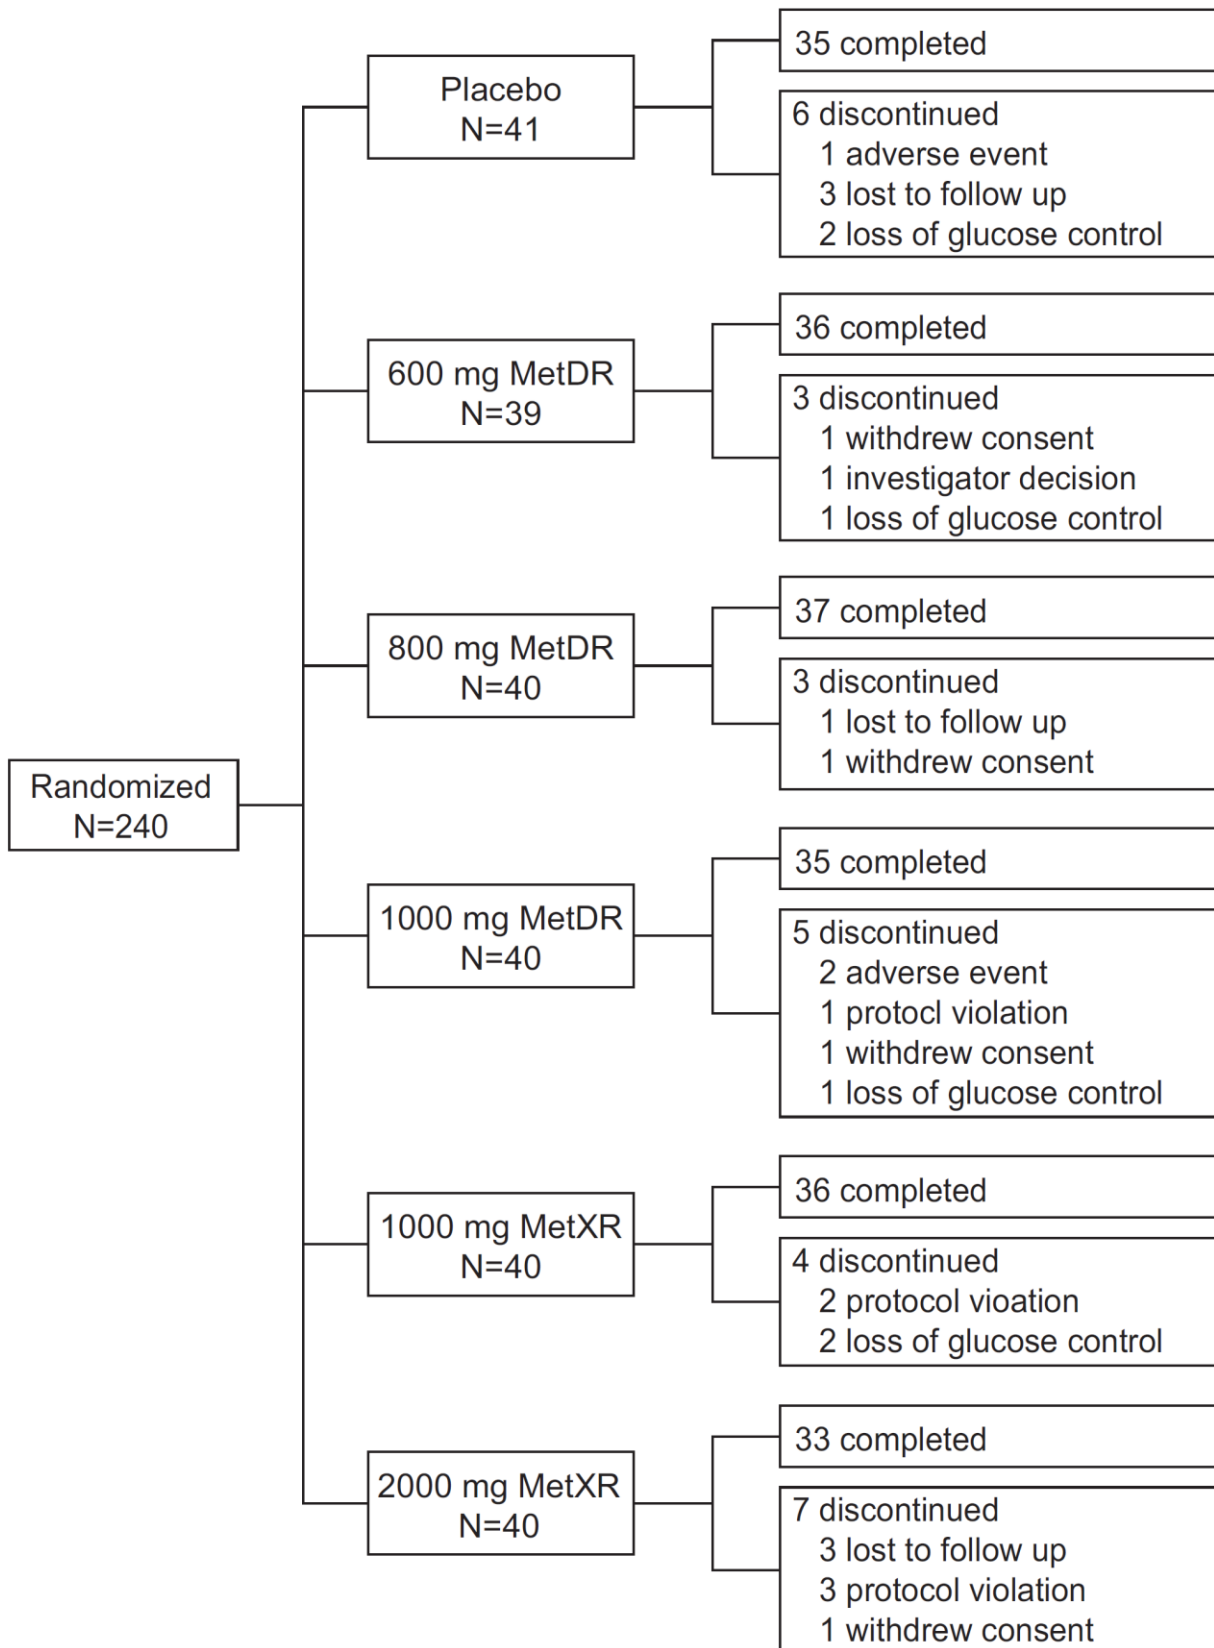 Randomized
N=240
Placebo
N=41
35 completed
6 discontinued
1 adverse event
3 lost to follow up
2 loss of glucose control
600 mg MetDR
N=39
36 completed
3 discontinued
1 withdrew consent
1 investigator decision
1 loss of glucose control
800 mg MetDR
N=40
37 completed
3 discontinued
1 lost to follow up
1 withdrew consent
1000 mg MetDR
N=40
35 completed
5 discontinued
2 adverse event
1 protocl violation
1 withdrew consent
1 loss of glucose control
1000 mg MetXR
N=40
36 completed
4 discontinued
2 protocol vioation
2 loss of glucose control
2000 mg MetXR
N=40
33 completed
7 discontinued
3 lost to follow up
3 protocol violation
1 withdrew consent